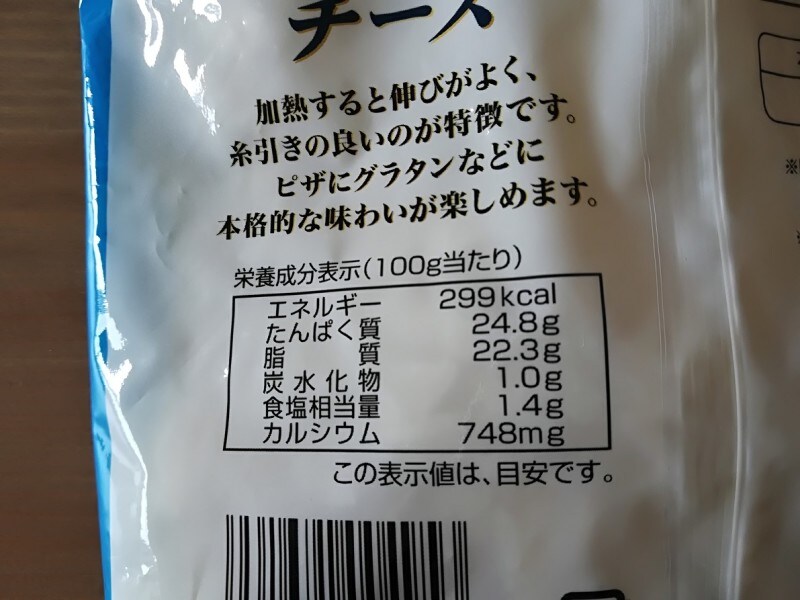 チーズ
加熱すると伸びがよく、
糸引きの良いのが特徴です。
ピザにグラタンなどに
本格的な味わいが楽しめます。
栄養成分表示(100g当たり)
エネルギー 299kcal
たんぱく質 24.8g
脂質 22.3g
炭水化物 1.0g
食塩相当量 1.4g
カルシウム 748mg
この表示値は、目安です。
※